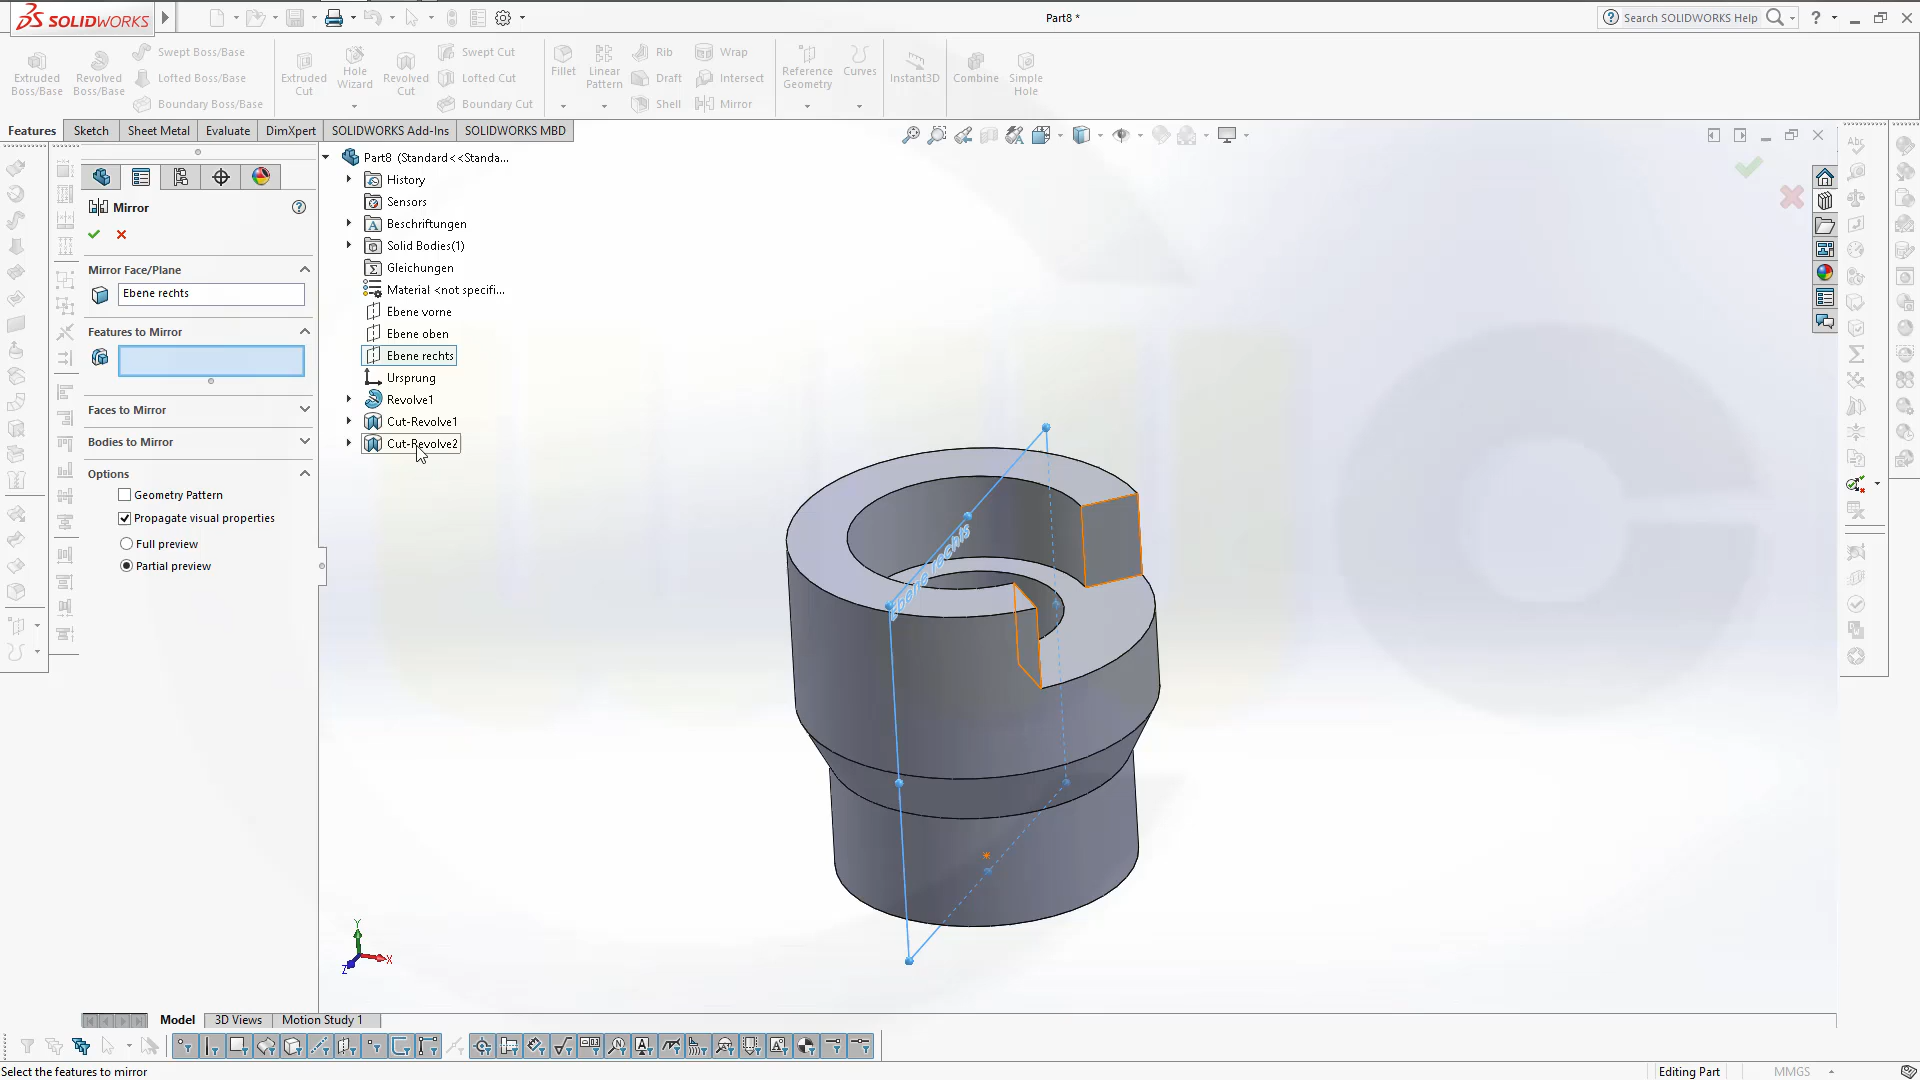 SOLIDWORKS
Part8 *
Search SOLIDWORKS Help
Extruded Boss/Base
Revolved Boss/Base
Swept Boss/Base
Lofted Boss/Base
Boundary Boss/Base
Extruded Cut
Hole Wizard
Revolved Cut
Swept Cut
Lofted Cut
Boundary Cut
Fillet
Linear Pattern
Rib
Draft
Shell
Wrap
Intersect
Mirror
Reference Geometry
Curves
Instant3D
Combine
Simple Hole
Features
Sketch
Sheet Metal
Evaluate
DimXpert
SOLIDWORKS Add-Ins
SOLIDWORKS MBD
Mirror
Mirror Face/Plane
Ebene rechts
Features to Mirror
Faces to Mirror
Bodies to Mirror
Options
Geometry Pattern
Propagate visual properties
Full preview
Partial preview
Part8 (Standard<<Standa...
History
Sensors
Beschriftungen
Solid Bodies(1)
Gleichungen
Material <not specifi...
Ebene vorne
Ebene oben
Ebene rechts
Ursprung
Revolve1
Cut-Revolve1
Cut-Revolve2
Ebene rechts
Y
X
Z
Model
3D Views
Motion Study 1
Select the features to mirror
Editing Part
MMGS